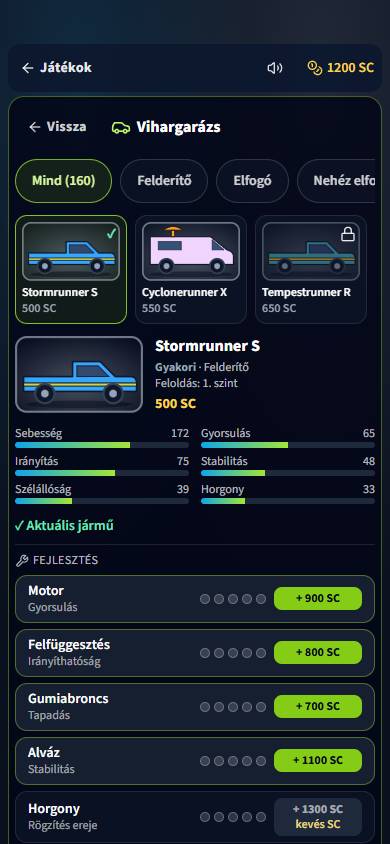 Játékok
1200 SC
Vissza
Vihargarázs
Mind (160)
Felderítő
Elfogó
Nehéz elfo
Stormrunner S
500 SC
Cyclonerunner X
550 SC
Tempestrunner R
650 SC
Stormrunner S
Gyakori · Felderítő
Feloldás: 1. szint
500 SC
Sebesség 172
Gyorsulás 65
Irányítás 75
Stabilitás 48
Szélállóság 39
Horgony 33
✓ Aktuális jármű
FEJLESZTÉS
Motor
Gyorsulás
+ 900 SC
Felfüggesztés
Irányíthatóság
+ 800 SC
Gumiabroncs
Tapadás
+ 700 SC
Alváz
Stabilitás
+ 1100 SC
Horgony
Rögzítés ereje
+ 1300 SC
kevés SC